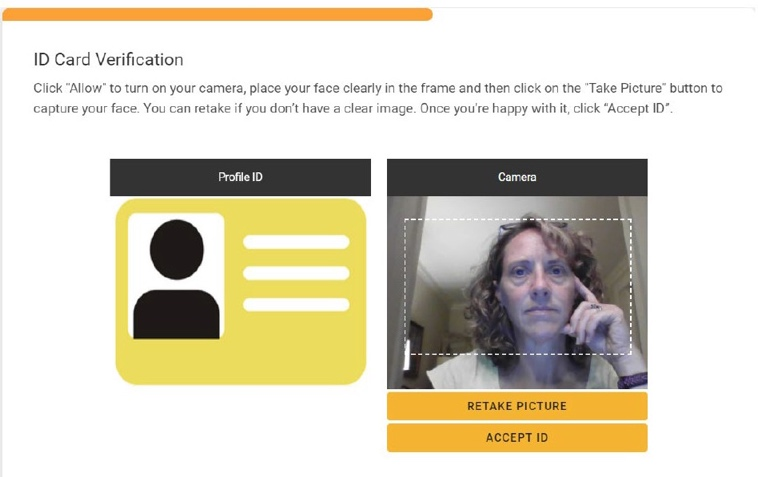 ID Card Verification
Click "Allow" to turn on your camera, place your face clearly in the frame and then click on the "Take Picture" button to
capture your face. You can retake if you don't have a clear image. Once you're happy with it, click "Accept ID".
Profile ID
Camera
RETAKE PICTURE
ACCEPT ID